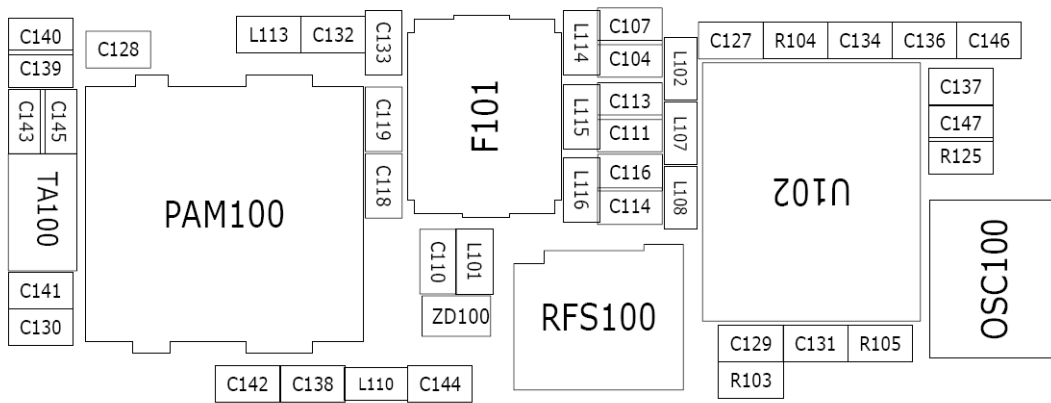 C140
C139
C128
L113
C132
C133
C143
C145
TA100
C141
C130
PAM100
C119
C118
C142
C138
L110
C144
F101
C110
L101
ZD100
L114
C107
C104
L115
C113
C111
L116
C116
C114
L102
L107
L108
RFS100
C127
R104
C134
C136
C146
U102
C137
C147
R125
OSC100
C129
C131
R105
R103